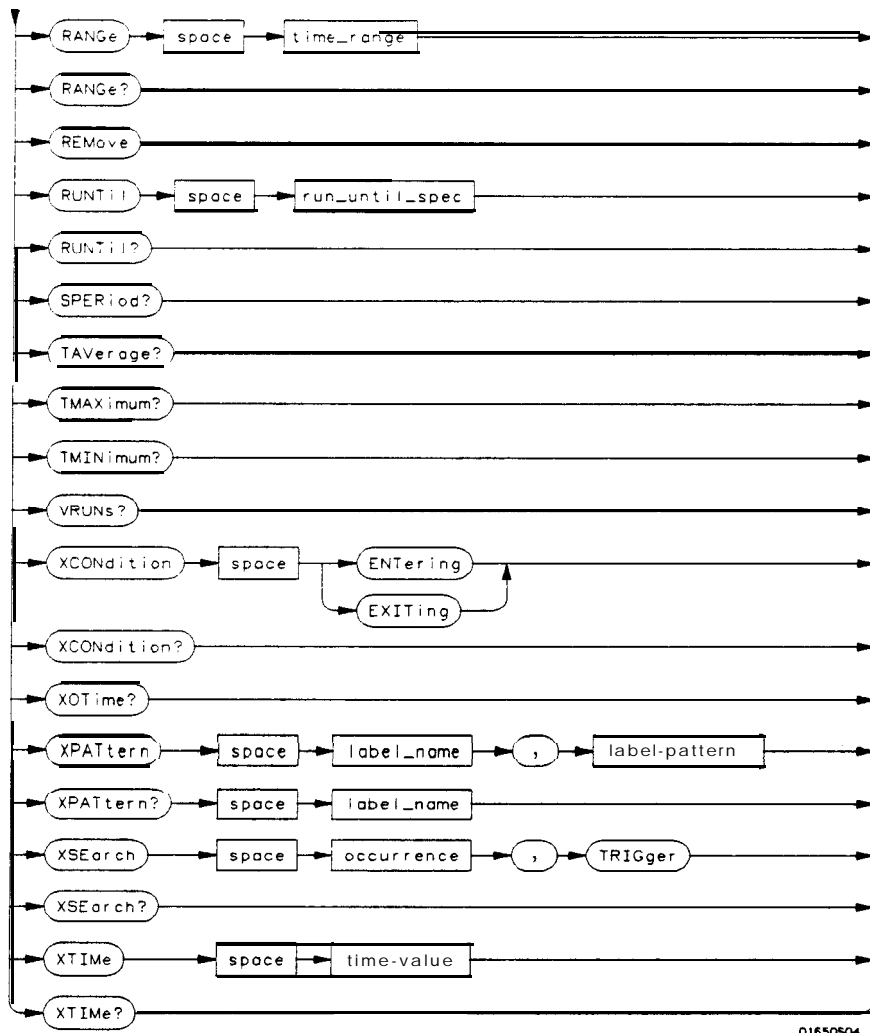 RANGe space time_range
RANGe?
REMove
RUNTil space run_until_spec
RUNTil?
SPERiod?
TAVerage?
TMAXimum?
TMINimum?
VRUNs?
XCONdition space ENTering
EXITing
XCONdition?
XOTime?
XPATtern space label_name , label-pattern
XPATtern? space label_name
XSEarch space occurrence , TRIGger
XSEarch?
XTIMe space time-value
XTIMe?
01650S04